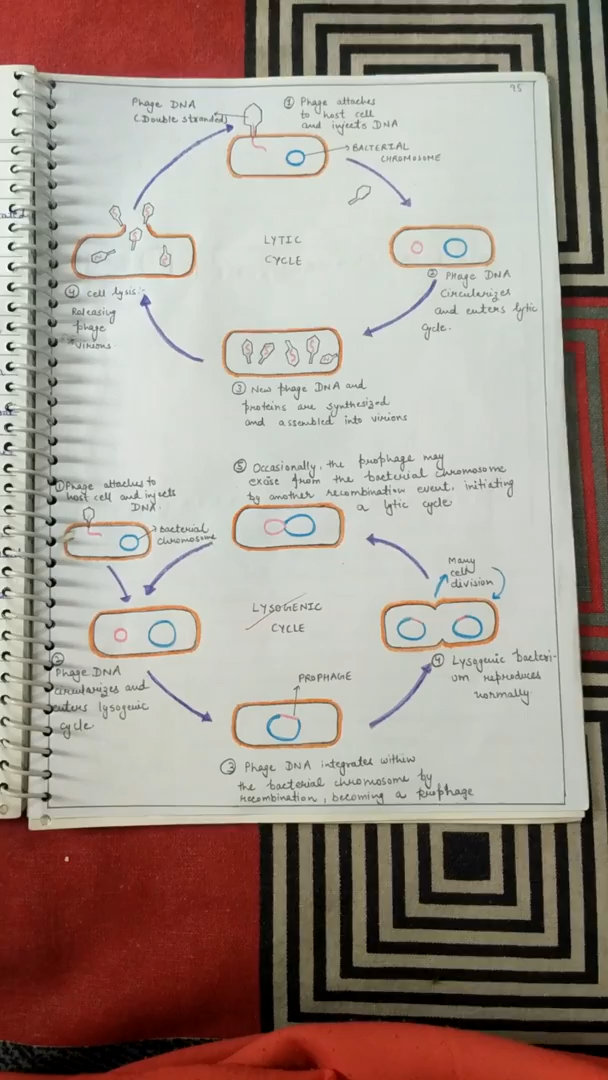 95
Phage DNA
(Double stranded)
① Phage attaches
to host cell
and injects DNA
BACTERIAL
CHROMOSOME
LYTIC
CYCLE
② Phage DNA
Circularizes
and enters lytic
cycle.
③ New phage DNA and
proteins are synthesized
and assembled into virions
④ Cell lysis:
Releasing
phage
virions
① Phage attaches to
host cell and injects
DNA.
Bacterial
chromosome
LYSOGENIC
CYCLE
②
Phage DNA
circularizes and
enters lysogenic
cycle
PROPHAGE
③ Phage DNA integrates within
the bacterial chromosome by
recombination, becoming a prophage
④ Lysogenic bacteri-
um reproduces
normally
Many
cell
division
⑤ Occasionally, the prophage may
excise from the bacterial chromosome
by another recombination event, initiating
a lytic cycle